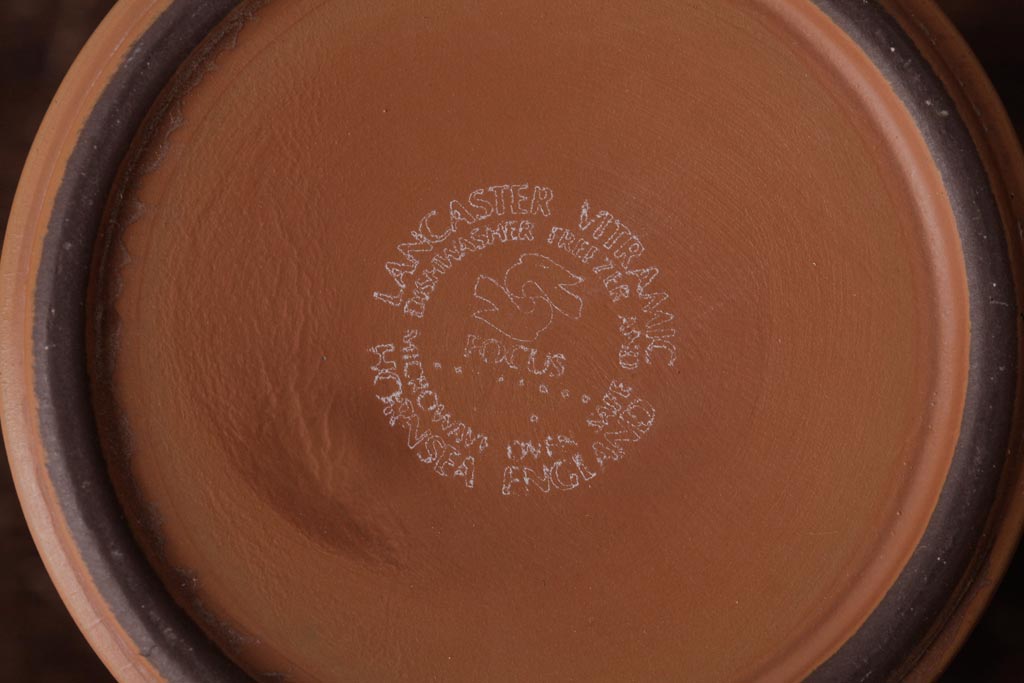 LANCASTER VITRAMIC
DISHWASHER FREEZER AND
FOCUS
MICROWAVE OVEN SAFE
HORNSEA ENGLAND